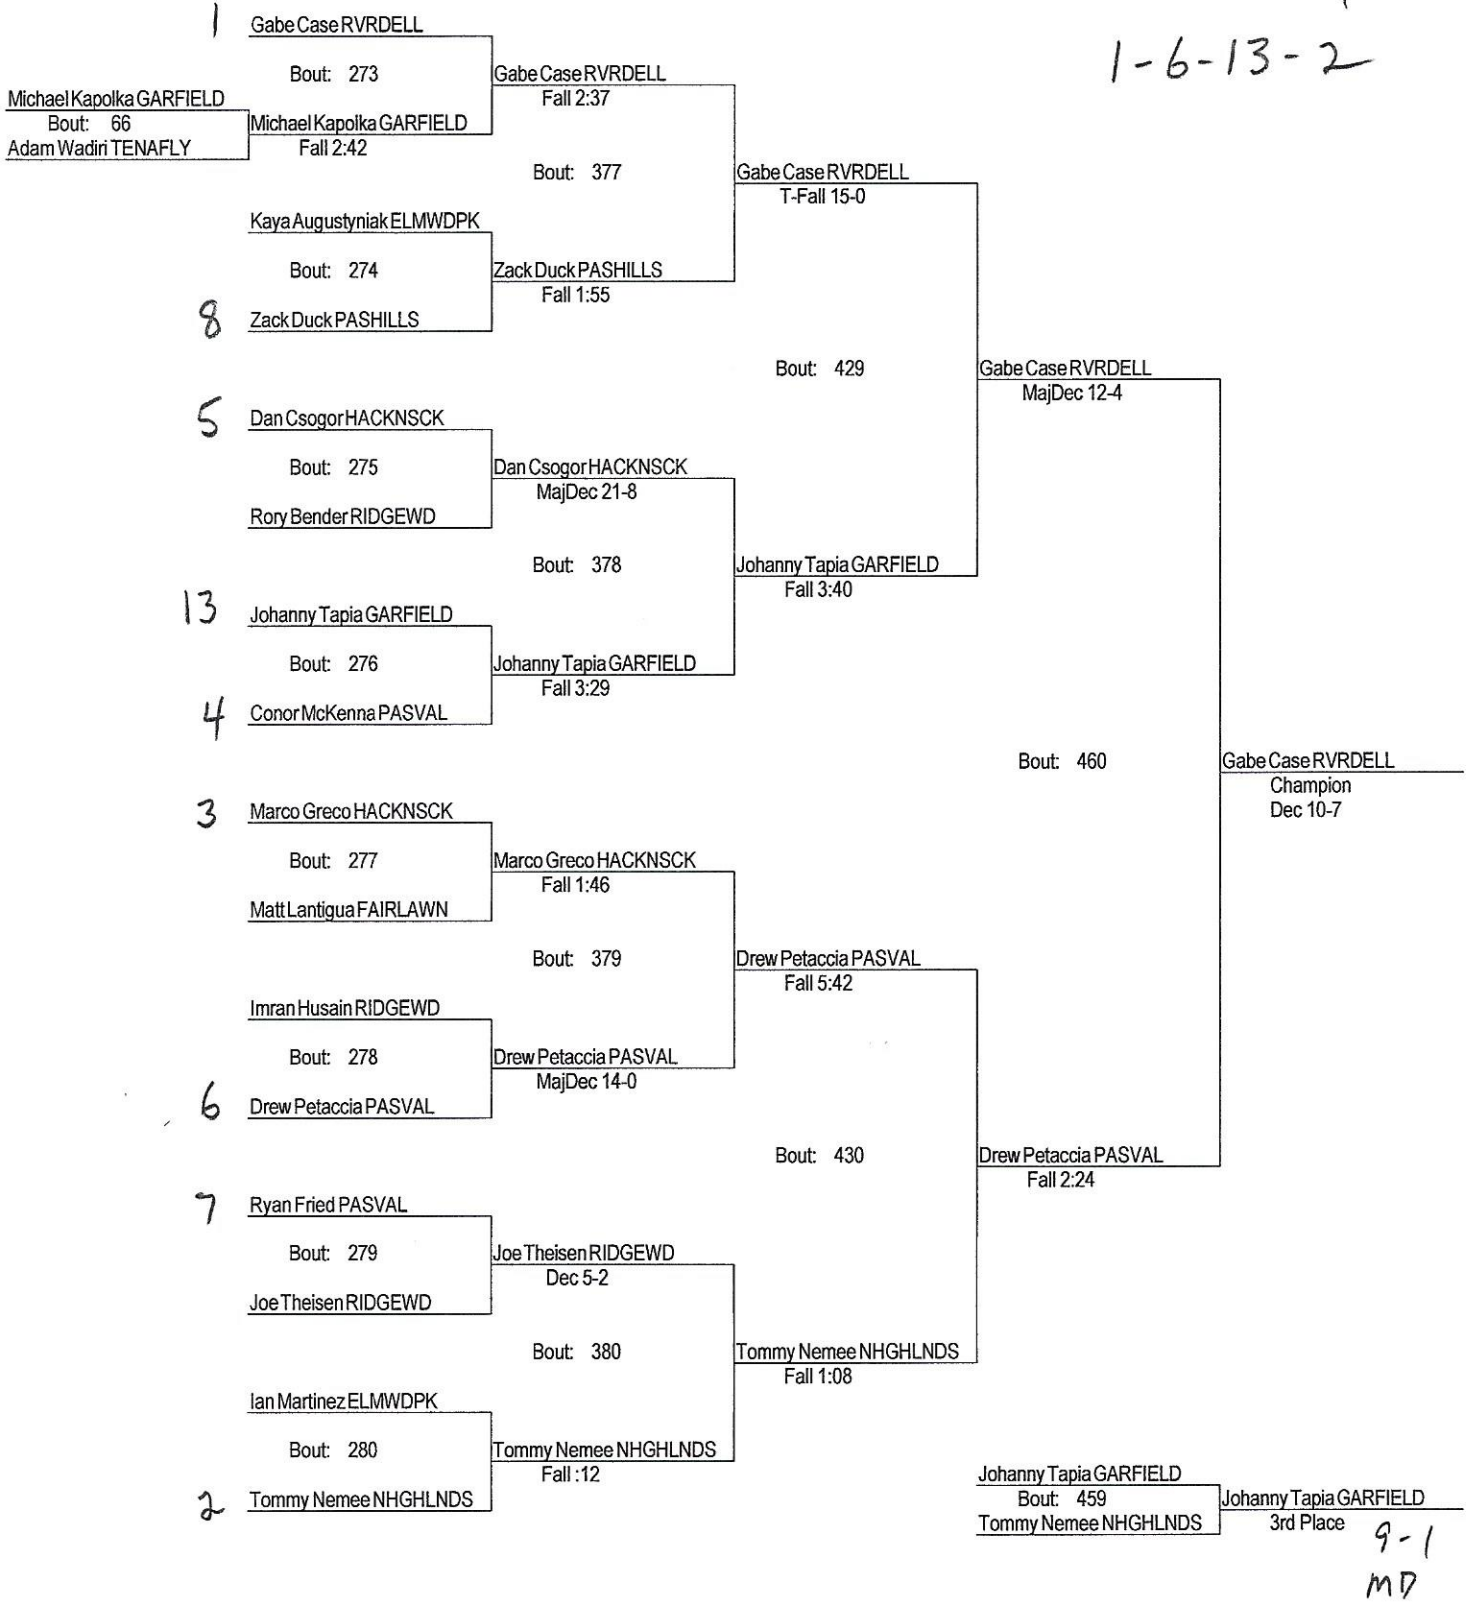 1
Gabe Case RVRDELL
1-6-13-2
Bout: 273
Gabe Case RVRDELL
Fall 2:37
Michael Kapolka GARFIELD
Bout: 66
Michael Kapolka GARFIELD
Adam Wadiri TENAFLY
Fall 2:42
Bout: 377
Gabe Case RVRDELL
T-Fall 15-0
Kaya Augustyniak ELMWDPK
Bout: 274
Zack Duck PASHILLS
Fall 1:55
8
Zack Duck PASHILLS
Bout: 429
Gabe Case RVRDELL
MajDec 12-4
5
Dan Csogor HACKNSCK
Bout: 275
Dan Csogor HACKNSCK
MajDec 21-8
Rory Bender RIDGEWD
Bout: 378
Johanny Tapia GARFIELD
Fall 3:40
13
Johanny Tapia GARFIELD
Bout: 276
Johanny Tapia GARFIELD
Fall 3:29
4
Conor McKenna PASVAL
Bout: 460
Gabe Case RVRDELL
Champion
Dec 10-7
3
Marco Greco HACKNSCK
Bout: 277
Marco Greco HACKNSCK
Fall 1:46
Matt Lantigua FAIRLAWN
Bout: 379
Drew Petaccia PASVAL
Fall 5:42
Imran Husain RIDGEWD
Bout: 278
Drew Petaccia PASVAL
MajDec 14-0
6
Drew Petaccia PASVAL
Bout: 430
Drew Petaccia PASVAL
Fall 2:24
7
Ryan Fried PASVAL
Bout: 279
Joe Theisen RIDGEWD
Dec 5-2
Joe Theisen RIDGEWD
Bout: 380
Tommy Nemee NHGHLNDS
Fall 1:08
Ian Martinez ELMWDPK
Bout: 280
Tommy Nemee NHGHLNDS
Fall :12
2
Tommy Nemee NHGHLNDS
Johanny Tapia GARFIELD
Bout: 459
Johanny Tapia GARFIELD
Tommy Nemee NHGHLNDS
3rd Place
9-1
MD